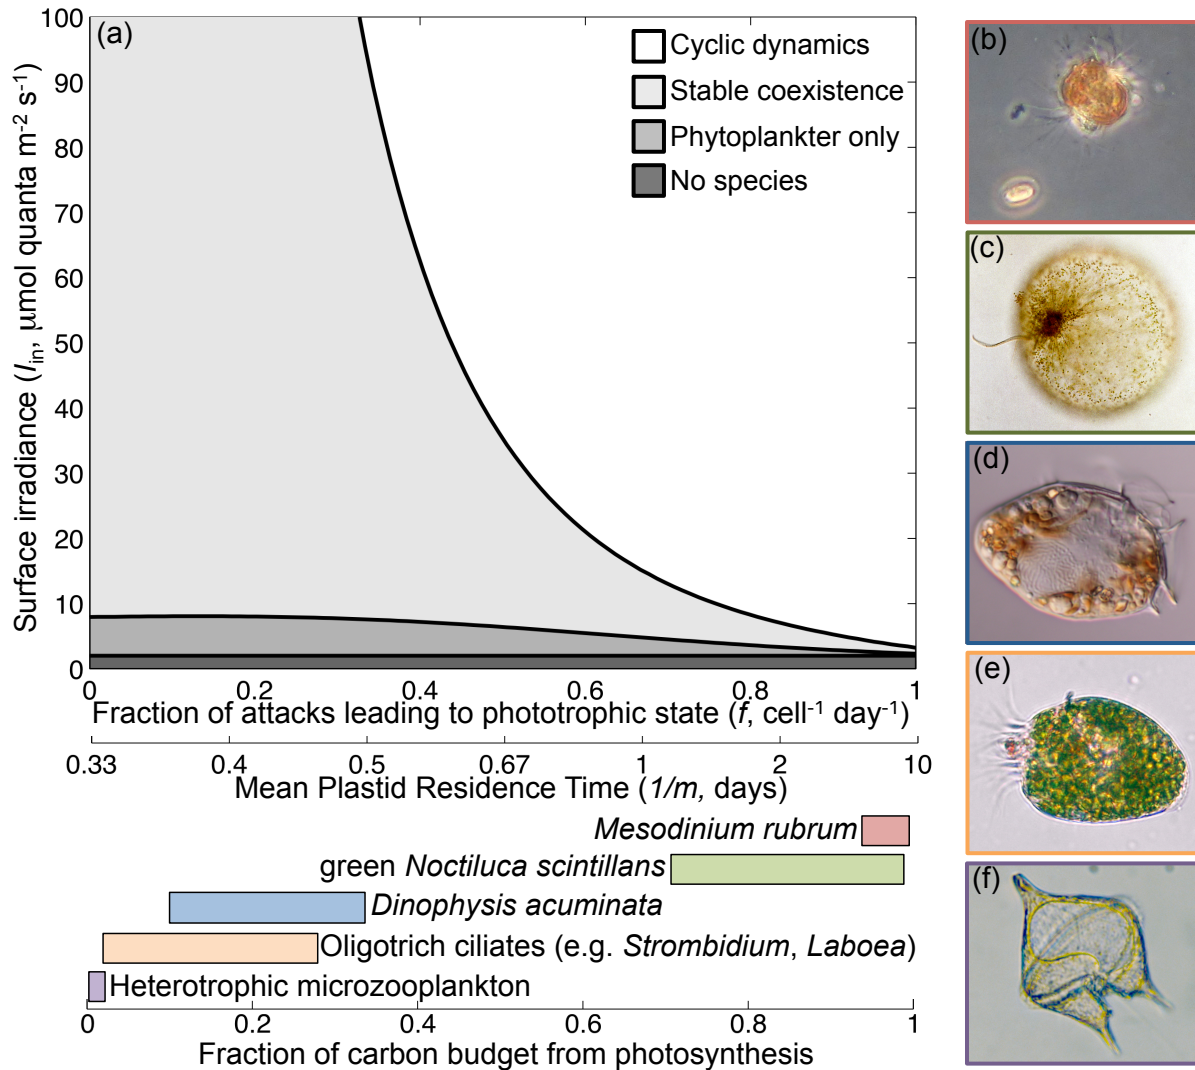 (a)
Cyclic dynamics
Stable coexistence
Phytoplankter only
No species
Surface irradiance (I_in, µmol quanta m⁻² s⁻¹)
100
90
80
70
60
50
40
30
20
10
0
0 0.2 0.4 0.6 0.8 1
Fraction of attacks leading to phototrophic state (f, cell⁻¹ day⁻¹)
0.33 0.4 0.5 0.67 1 2 10
Mean Plastid Residence Time (1/m, days)
Mesodinium rubrum
green Noctiluca scintillans
Dinophysis acuminata
Oligotrich ciliates (e.g. Strombidium, Laboea)
Heterotrophic microzooplankton
0 0.2 0.4 0.6 0.8 1
Fraction of carbon budget from photosynthesis
(b)
(c)
(d)
(e)
(f)